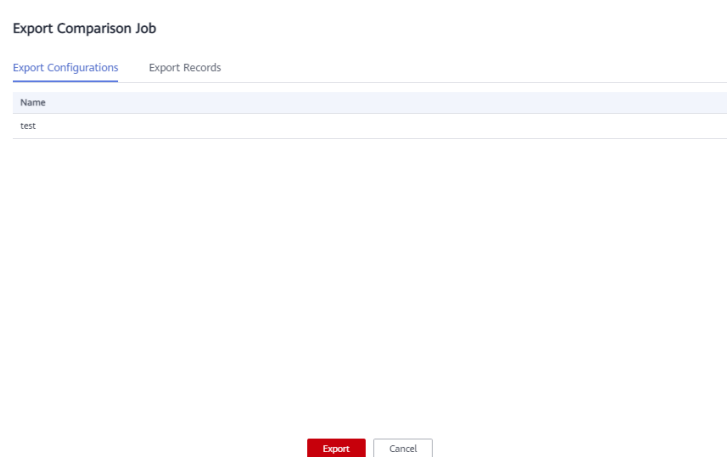 Export Comparison Job
Export Configurations Export Records
Name
test
Export Cancel